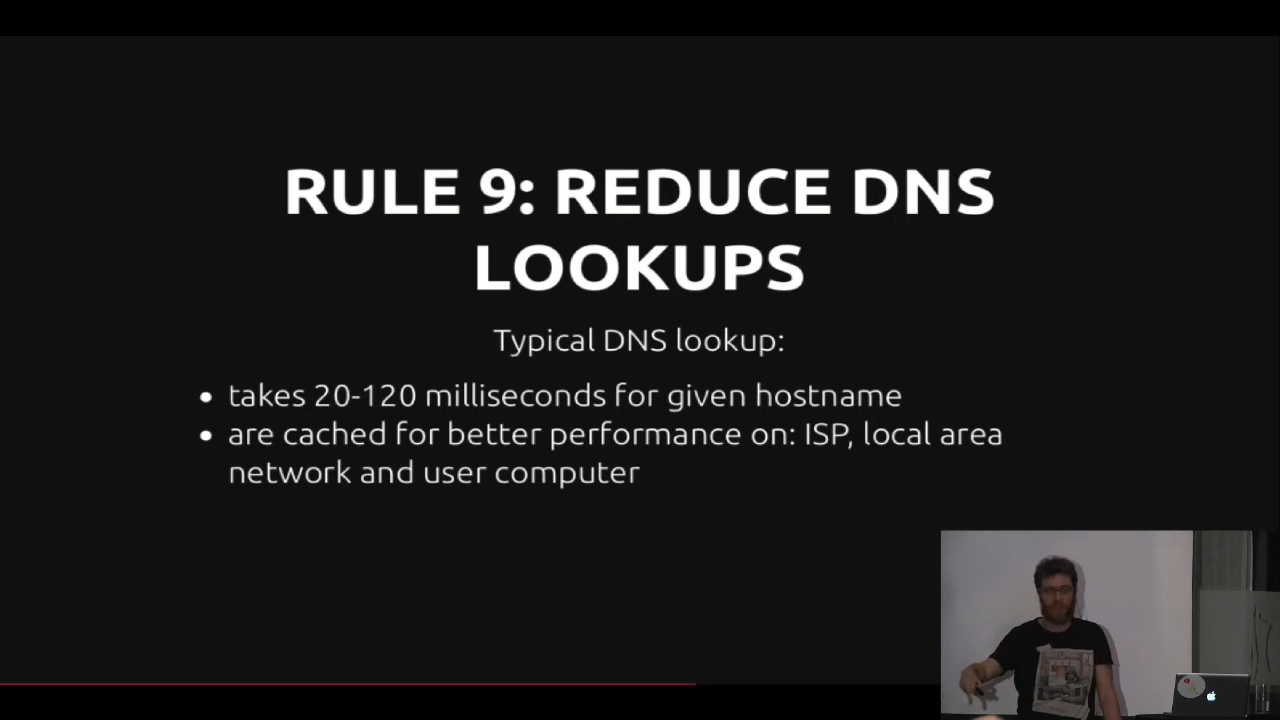 RULE 9: REDUCE DNS
LOOKUPS
Typical DNS lookup:
• takes 20-120 milliseconds for given hostname
• are cached for better performance on: ISP, local area
network and user computer